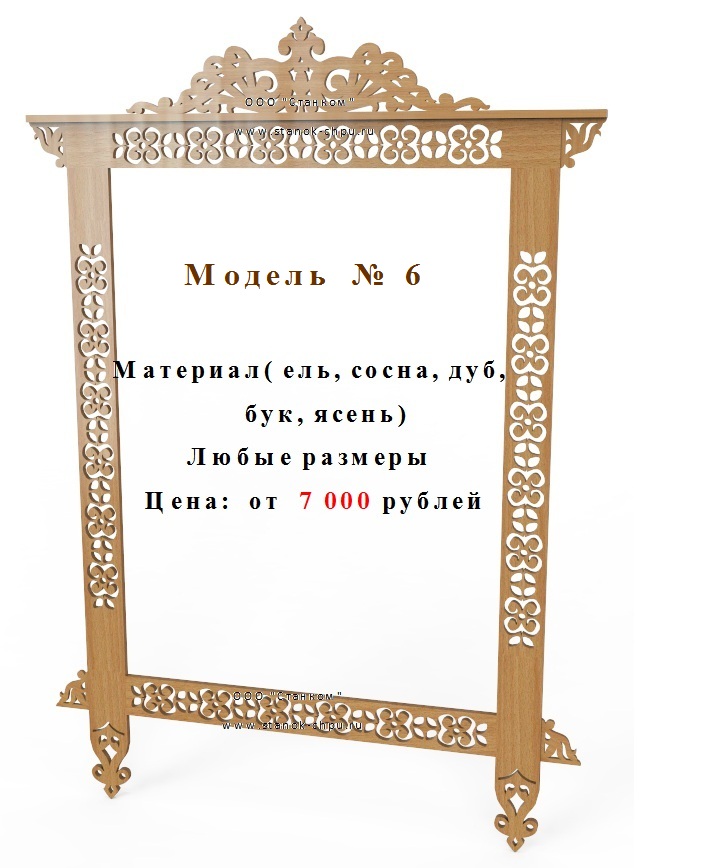 ООО "Станком"
www.stanok-chpu.ru
Модель № 6
Материал( ель, сосна, дуб,
бук, ясень)
Любые размеры
Цена: от 7 000 рублей
ООО "Станком"
www.stanok-chpu.ru